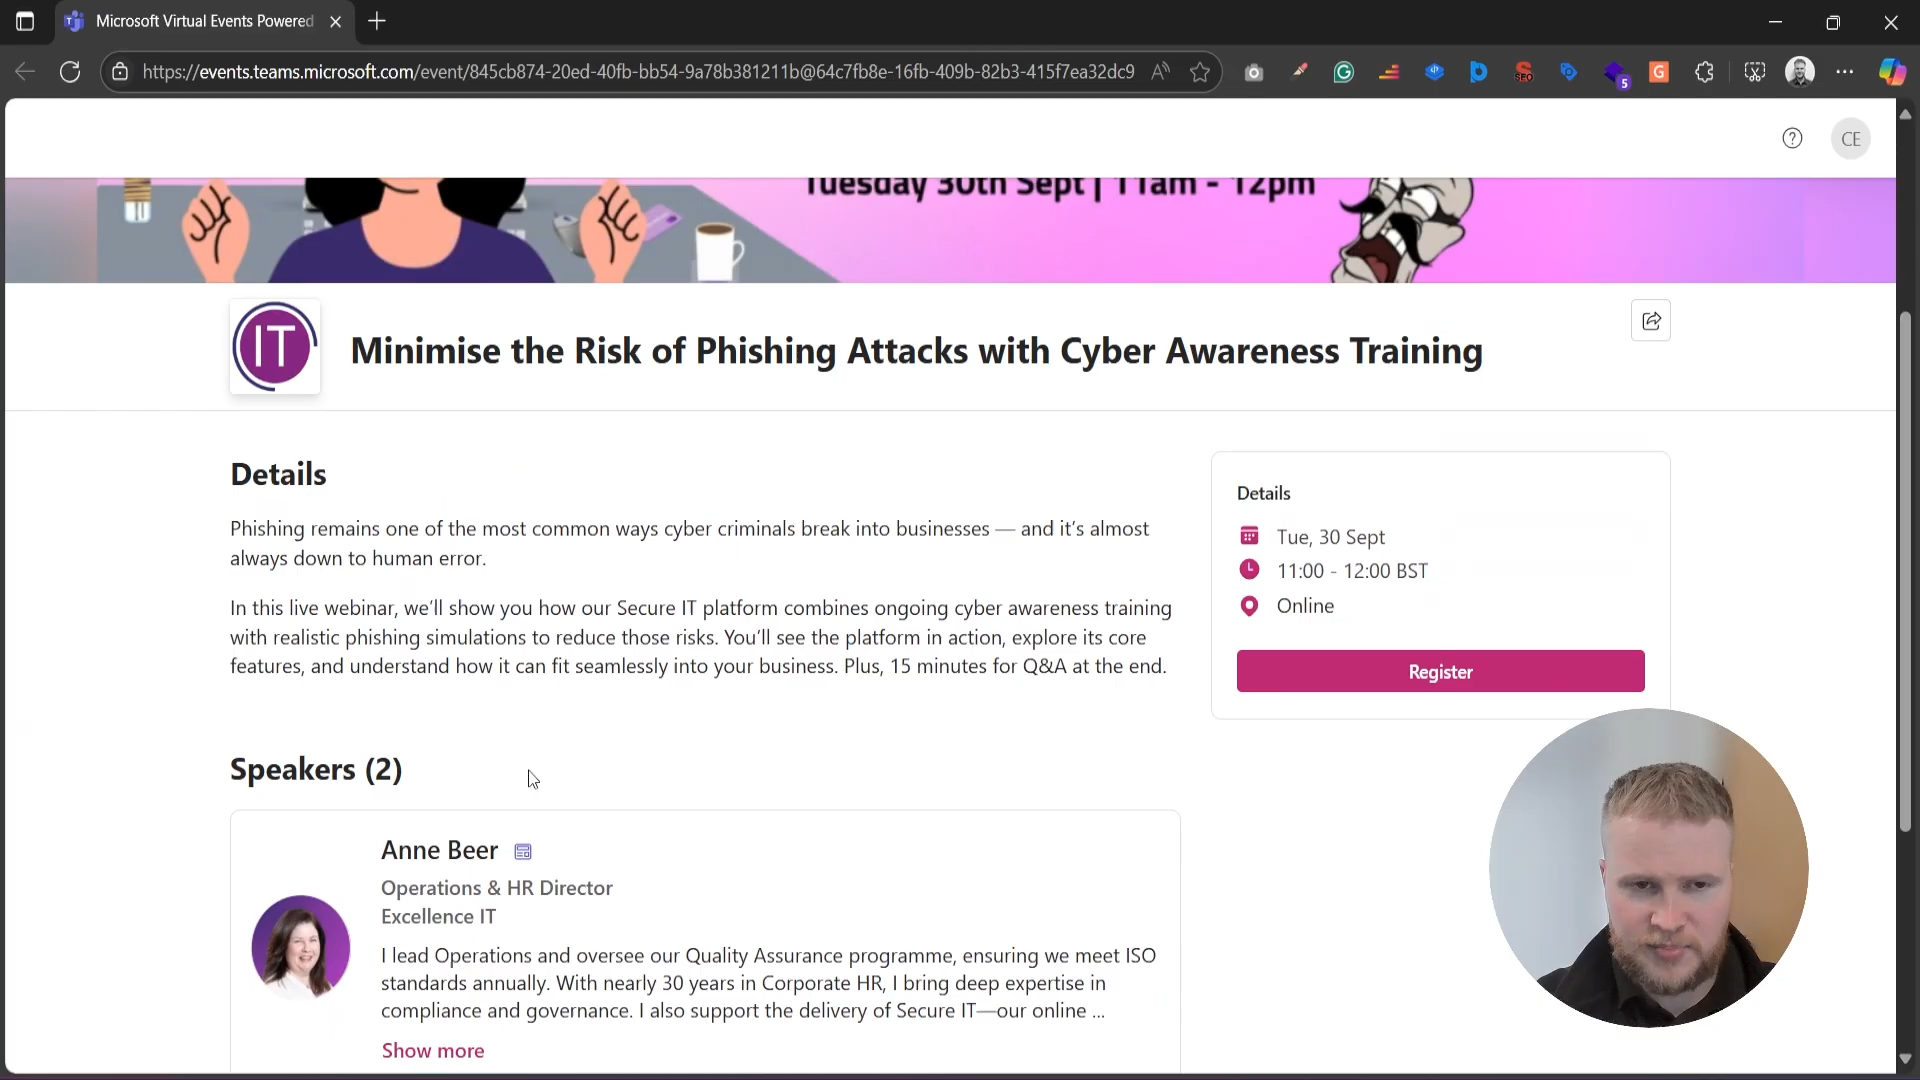 Microsoft Virtual Events Powered
https://events.teams.microsoft.com/event/845cb874-20ed-40fb-bb54-9a78b381211b@64c7fb8e-16fb-409b-82b3-415f7ea32dc9
SEO
5
G
CE
Tuesday 30th Sept | 11am - 12pm
IT
Minimise the Risk of Phishing Attacks with Cyber Awareness Training
Details
Phishing remains one of the most common ways cyber criminals break into businesses — and it's almost
always down to human error.
In this live webinar, we'll show you how our Secure IT platform combines ongoing cyber awareness training
with realistic phishing simulations to reduce those risks. You'll see the platform in action, explore its core
features, and understand how it can fit seamlessly into your business. Plus, 15 minutes for Q&A at the end.
Details
Tue, 30 Sept
11:00 - 12:00 BST
Online
Register
Speakers (2)
Anne Beer
Operations & HR Director
Excellence IT
I lead Operations and oversee our Quality Assurance programme, ensuring we meet ISO
standards annually. With nearly 30 years in Corporate HR, I bring deep expertise in
compliance and governance. I also support the delivery of Secure IT—our online ...
Show more